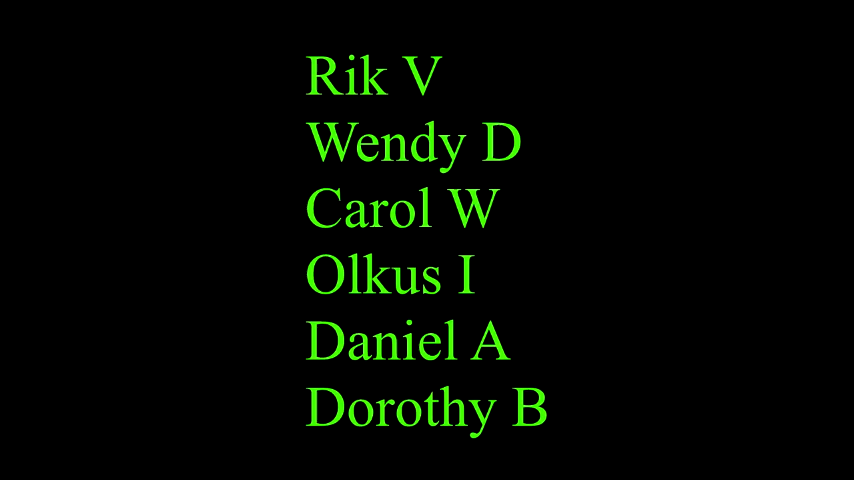 Rik V
Wendy D
Carol W
Olkus I
Daniel A
Dorothy B